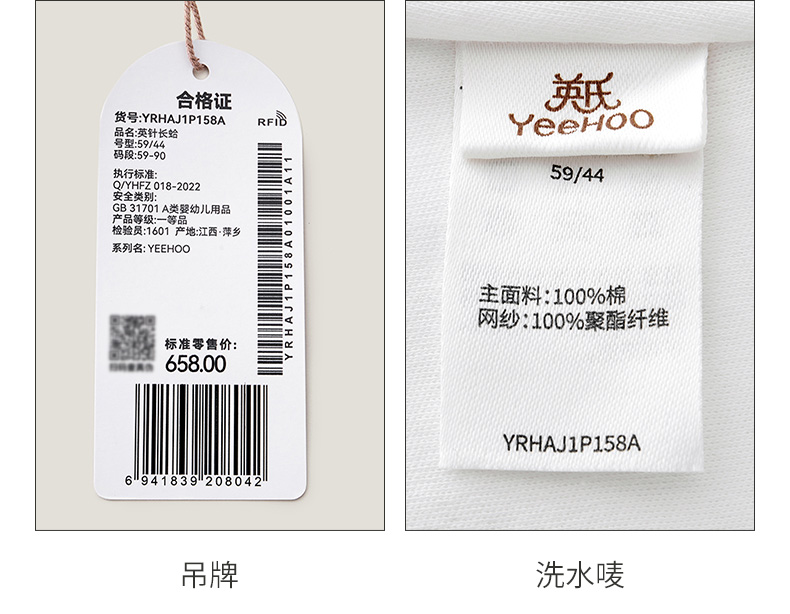 合格证
货号:YRHAJ1P158A
RFID
品名:英针长蛤
号型:59/44
码段:59-90
执行标准:
Q/YHFZ 018-2022
安全类别:
GB 31701 A类婴幼儿用品
产品等级:一等品
检验员:1601 产地:江西·萍乡
系列名: YEEHOO
YRHAJ1P158A01001A11
标准零售价:
658.00
6 941839 208042
吊牌
英氏
YeeHOO
59/44
主面料:100%棉
网纱:100%聚酯纤维
YRHAJ1P158A
洗水唛